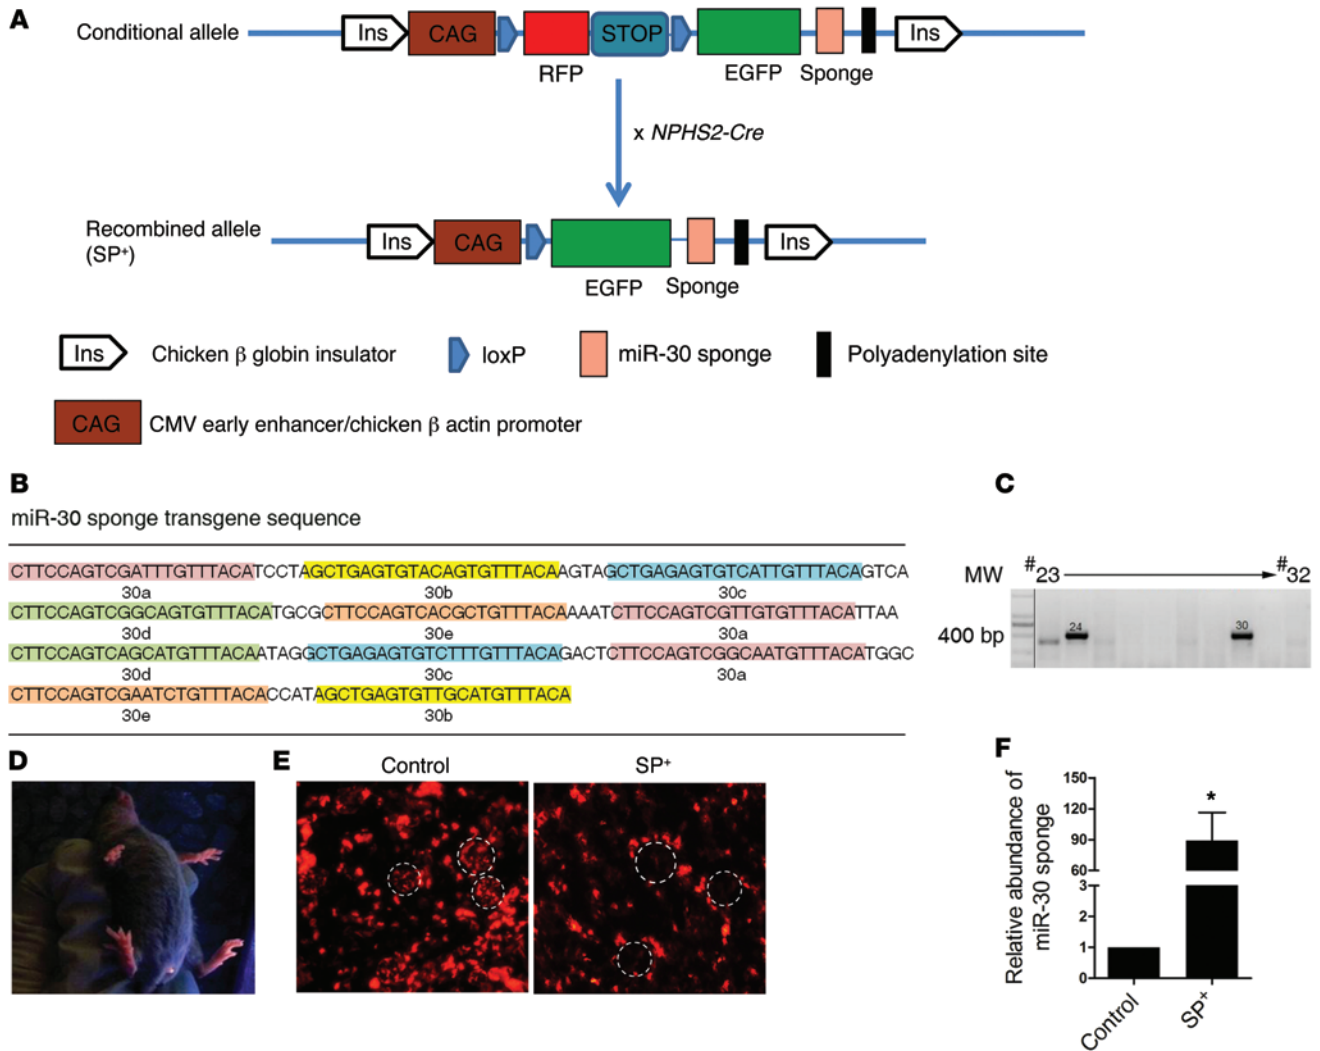 A
Conditional allele
Ins CAG STOP Ins
RFP EGFP Sponge
x NPHS2-Cre
Recombined allele
(SP+)
Ins CAG Ins
EGFP Sponge
Ins Chicken β globin insulator loxP miR-30 sponge Polyadenylation site
CAG CMV early enhancer/chicken β actin promoter
B
miR-30 sponge transgene sequence
CTTCCAGTCGATTTGTTTACATCCTAGCTGAGTGTACAGTGTTTACAAGTAGCTGAGAGTGTCATTGTTTACAGTCA
30a 30b 30c
CTTCCAGTCGGCAGTGTTTACATGCGCTTCCAGTCACGCTGTTTACAAAATCTTCCAGTCGTTGTGTTTACATTAA
30d 30e 30a
CTTCCAGTCAGCATGTTTACAATAGGCTGAGAGTGTCTTTGTTTACAGACTCTTCCAGTCGGCAATGTTTACATGGC
30d 30c 30a
CTTCCAGTCGAATCTGTTTACACCATAGCTGAGTGTTGCATGTTTACA
30e 30b
C
MW #23 #32
400 bp
24 30
D
E
Control SP+
F
Relative abundance of
miR-30 sponge
150
120
90
60
3
2
1
0
*
Control SP+